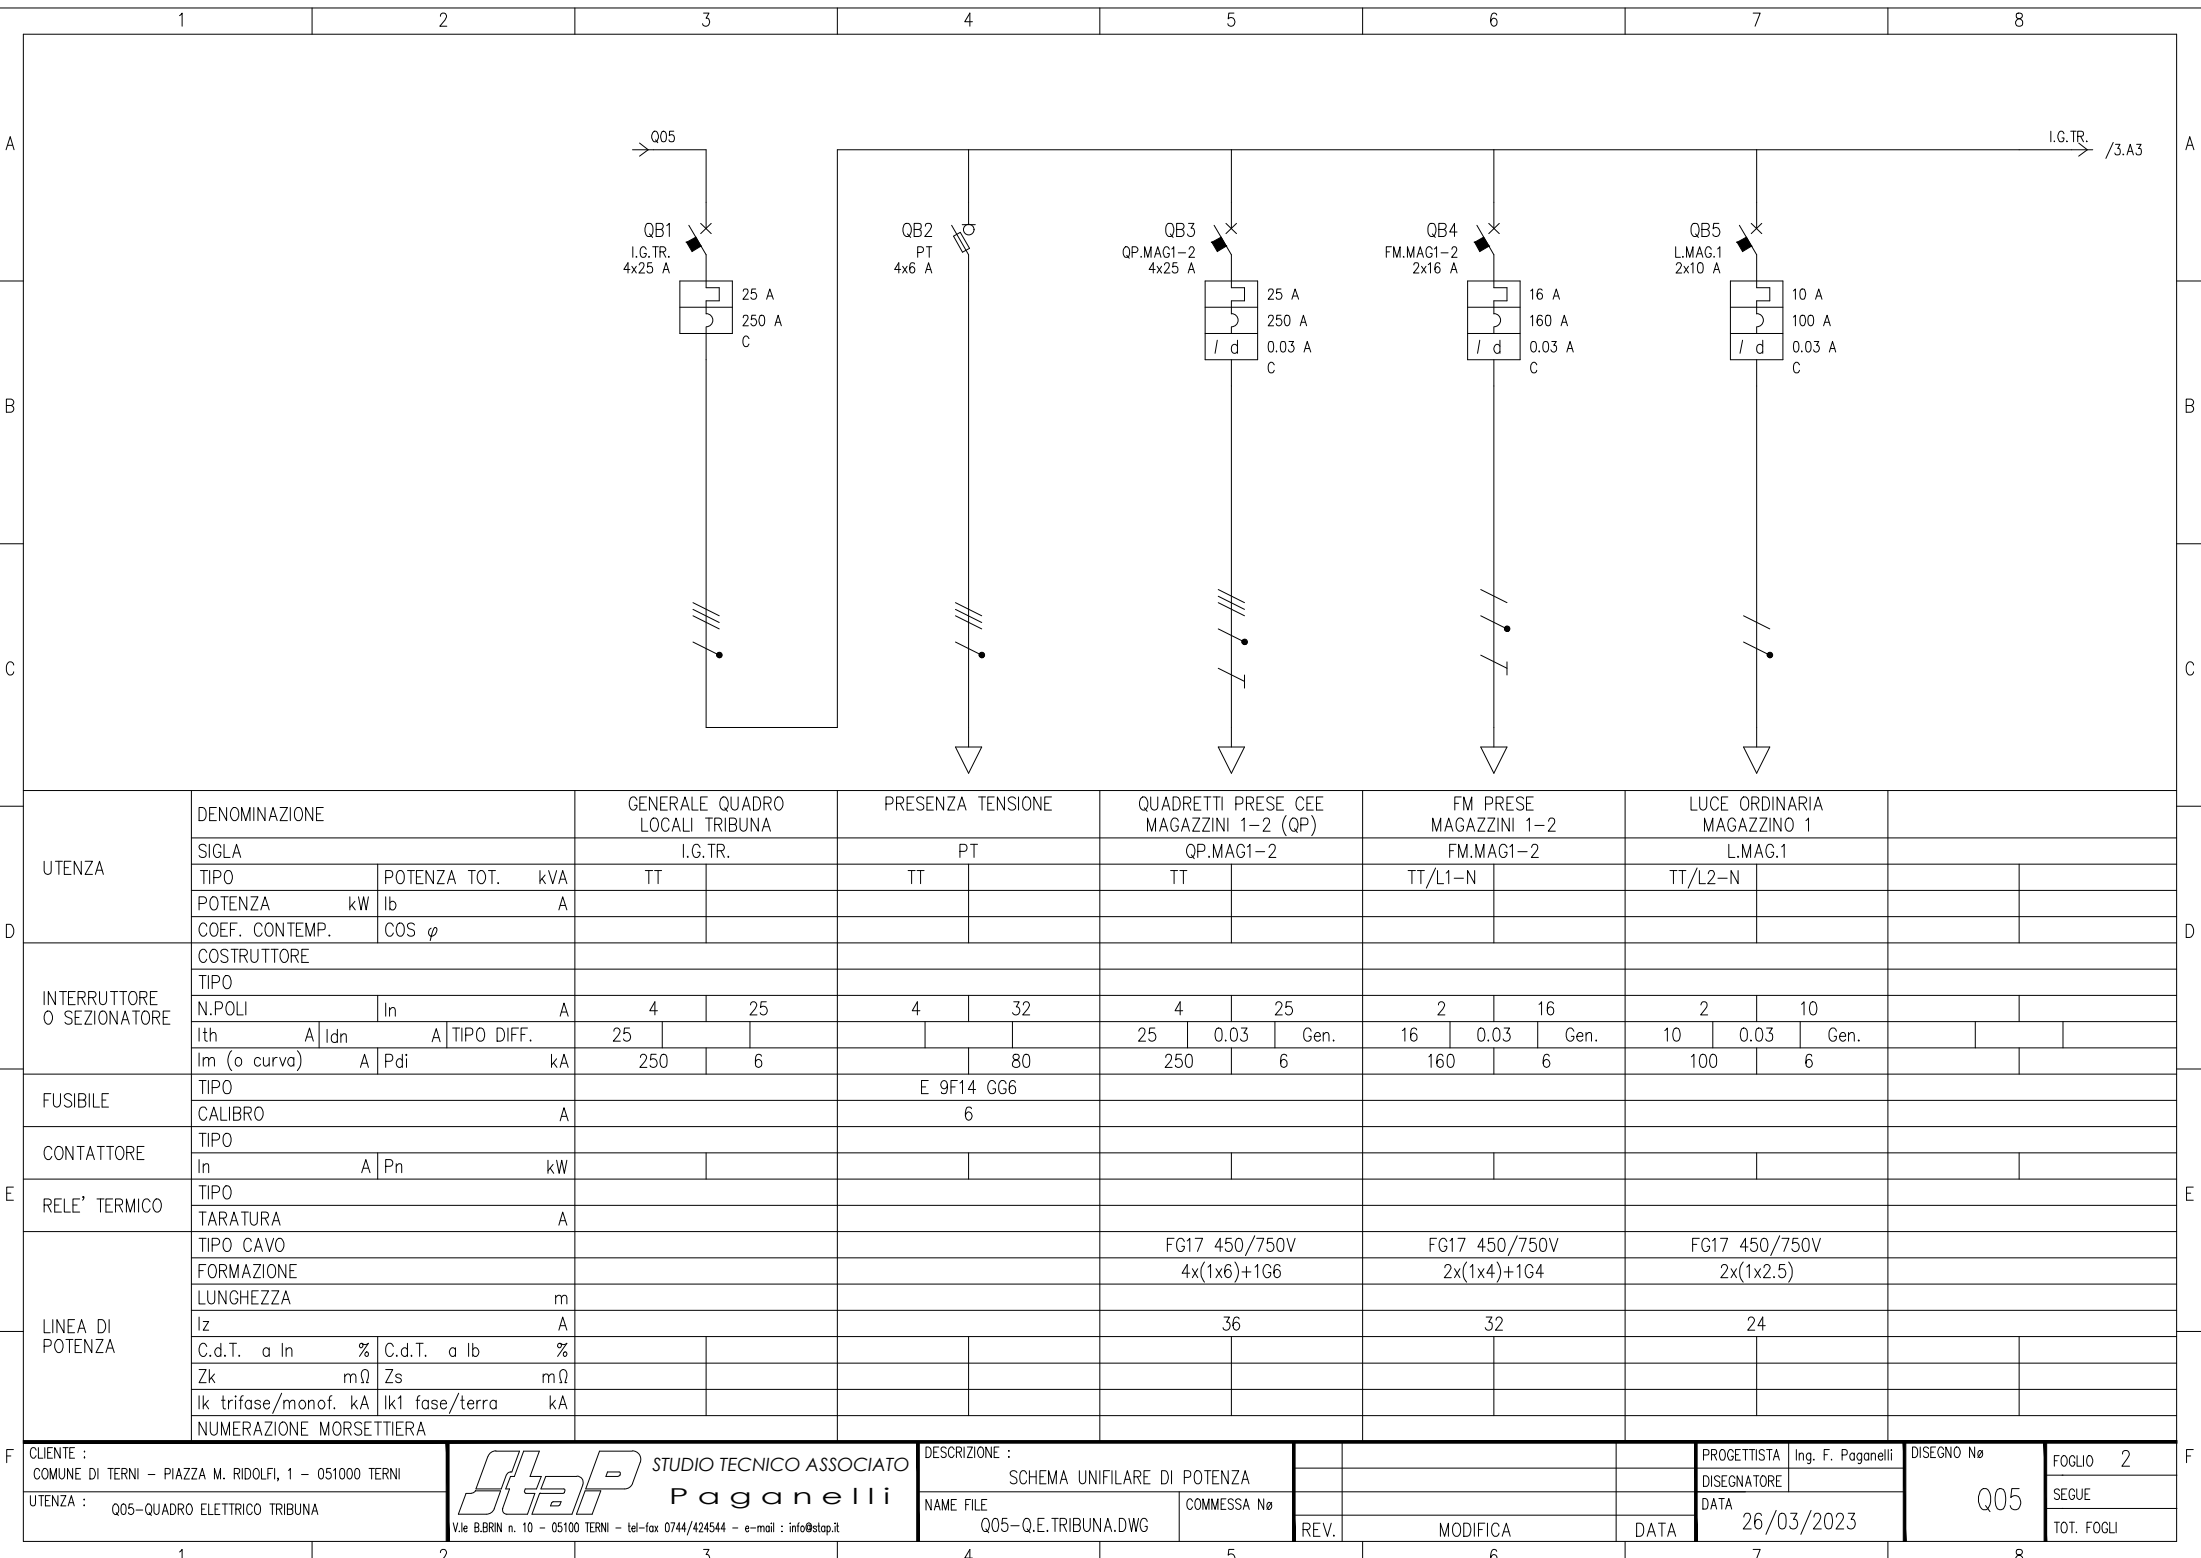 1 2 3 4 5 6 7 8
A A
B B
C C
D D
E E
F F
Q05
I.G.TR.
/3.A3
QB1
I.G.TR.
4x25 A
25 A
250 A
C
QB2
PT
4x6 A
QB3
QP.MAG1-2
4x25 A
25 A
250 A
I d 0.03 A
C
QB4
FM.MAG1-2
2x16 A
16 A
160 A
I d 0.03 A
C
QB5
L.MAG.1
2x10 A
10 A
100 A
I d 0.03 A
C
UTENZA
DENOMINAZIONE
GENERALE QUADRO
LOCALI TRIBUNA
PRESENZA TENSIONE
QUADRETTI PRESE CEE
MAGAZZINI 1-2 (QP)
FM PRESE
MAGAZZINI 1-2
LUCE ORDINARIA
MAGAZZINO 1
SIGLA I.G.TR. PT QP.MAG1-2 FM.MAG1-2 L.MAG.1
TIPO POTENZA TOT. kVA TT TT TT TT/L1-N TT/L2-N
POTENZA kW Ib A
COEF. CONTEMP. COS φ
INTERRUTTORE
O SEZIONATORE
COSTRUTTORE
TIPO
N.POLI In A 4 25 4 32 4 25 2 16 2 10
Ith A Idn A TIPO DIFF. 25 25 0.03 Gen. 16 0.03 Gen. 10 0.03 Gen.
Im (o curva) A Pdi kA 250 6 80 250 6 160 6 100 6
FUSIBILE
TIPO E 9F14 GG6
CALIBRO A 6
CONTATTORE
TIPO
In A Pn kW
RELE' TERMICO
TIPO
TARATURA A
LINEA DI
POTENZA
TIPO CAVO FG17 450/750V FG17 450/750V FG17 450/750V
FORMAZIONE 4x(1x6)+1G6 2x(1x4)+1G4 2x(1x2.5)
LUNGHEZZA m
Iz A 36 32 24
C.d.T. a In % C.d.T. a Ib %
Zk mΩ Zs mΩ
Ik trifase/monof. kA Ik1 fase/terra kA
NUMERAZIONE MORSETTIERA
CLIENTE :
COMUNE DI TERNI - PIAZZA M. RIDOLFI, 1 - 051000 TERNI
UTENZA : Q05-QUADRO ELETTRICO TRIBUNA
StaP
STUDIO TECNICO ASSOCIATO
Paganelli
V.le B.BRIN n. 10 - 05100 TERNI - tel-fax 0744/424544 - e-mail : info@stap.it
DESCRIZIONE :
SCHEMA UNIFILARE DI POTENZA
NAME FILE
Q05-Q.E.TRIBUNA.DWG
COMMESSA Nø
REV. MODIFICA DATA
PROGETTISTA Ing. F. Paganelli
DISEGNATORE
DATA
26/03/2023
DISEGNO Nø
Q05
FOGLIO 2
SEGUE
TOT. FOGLI
1 2 3 4 5 6 7 8